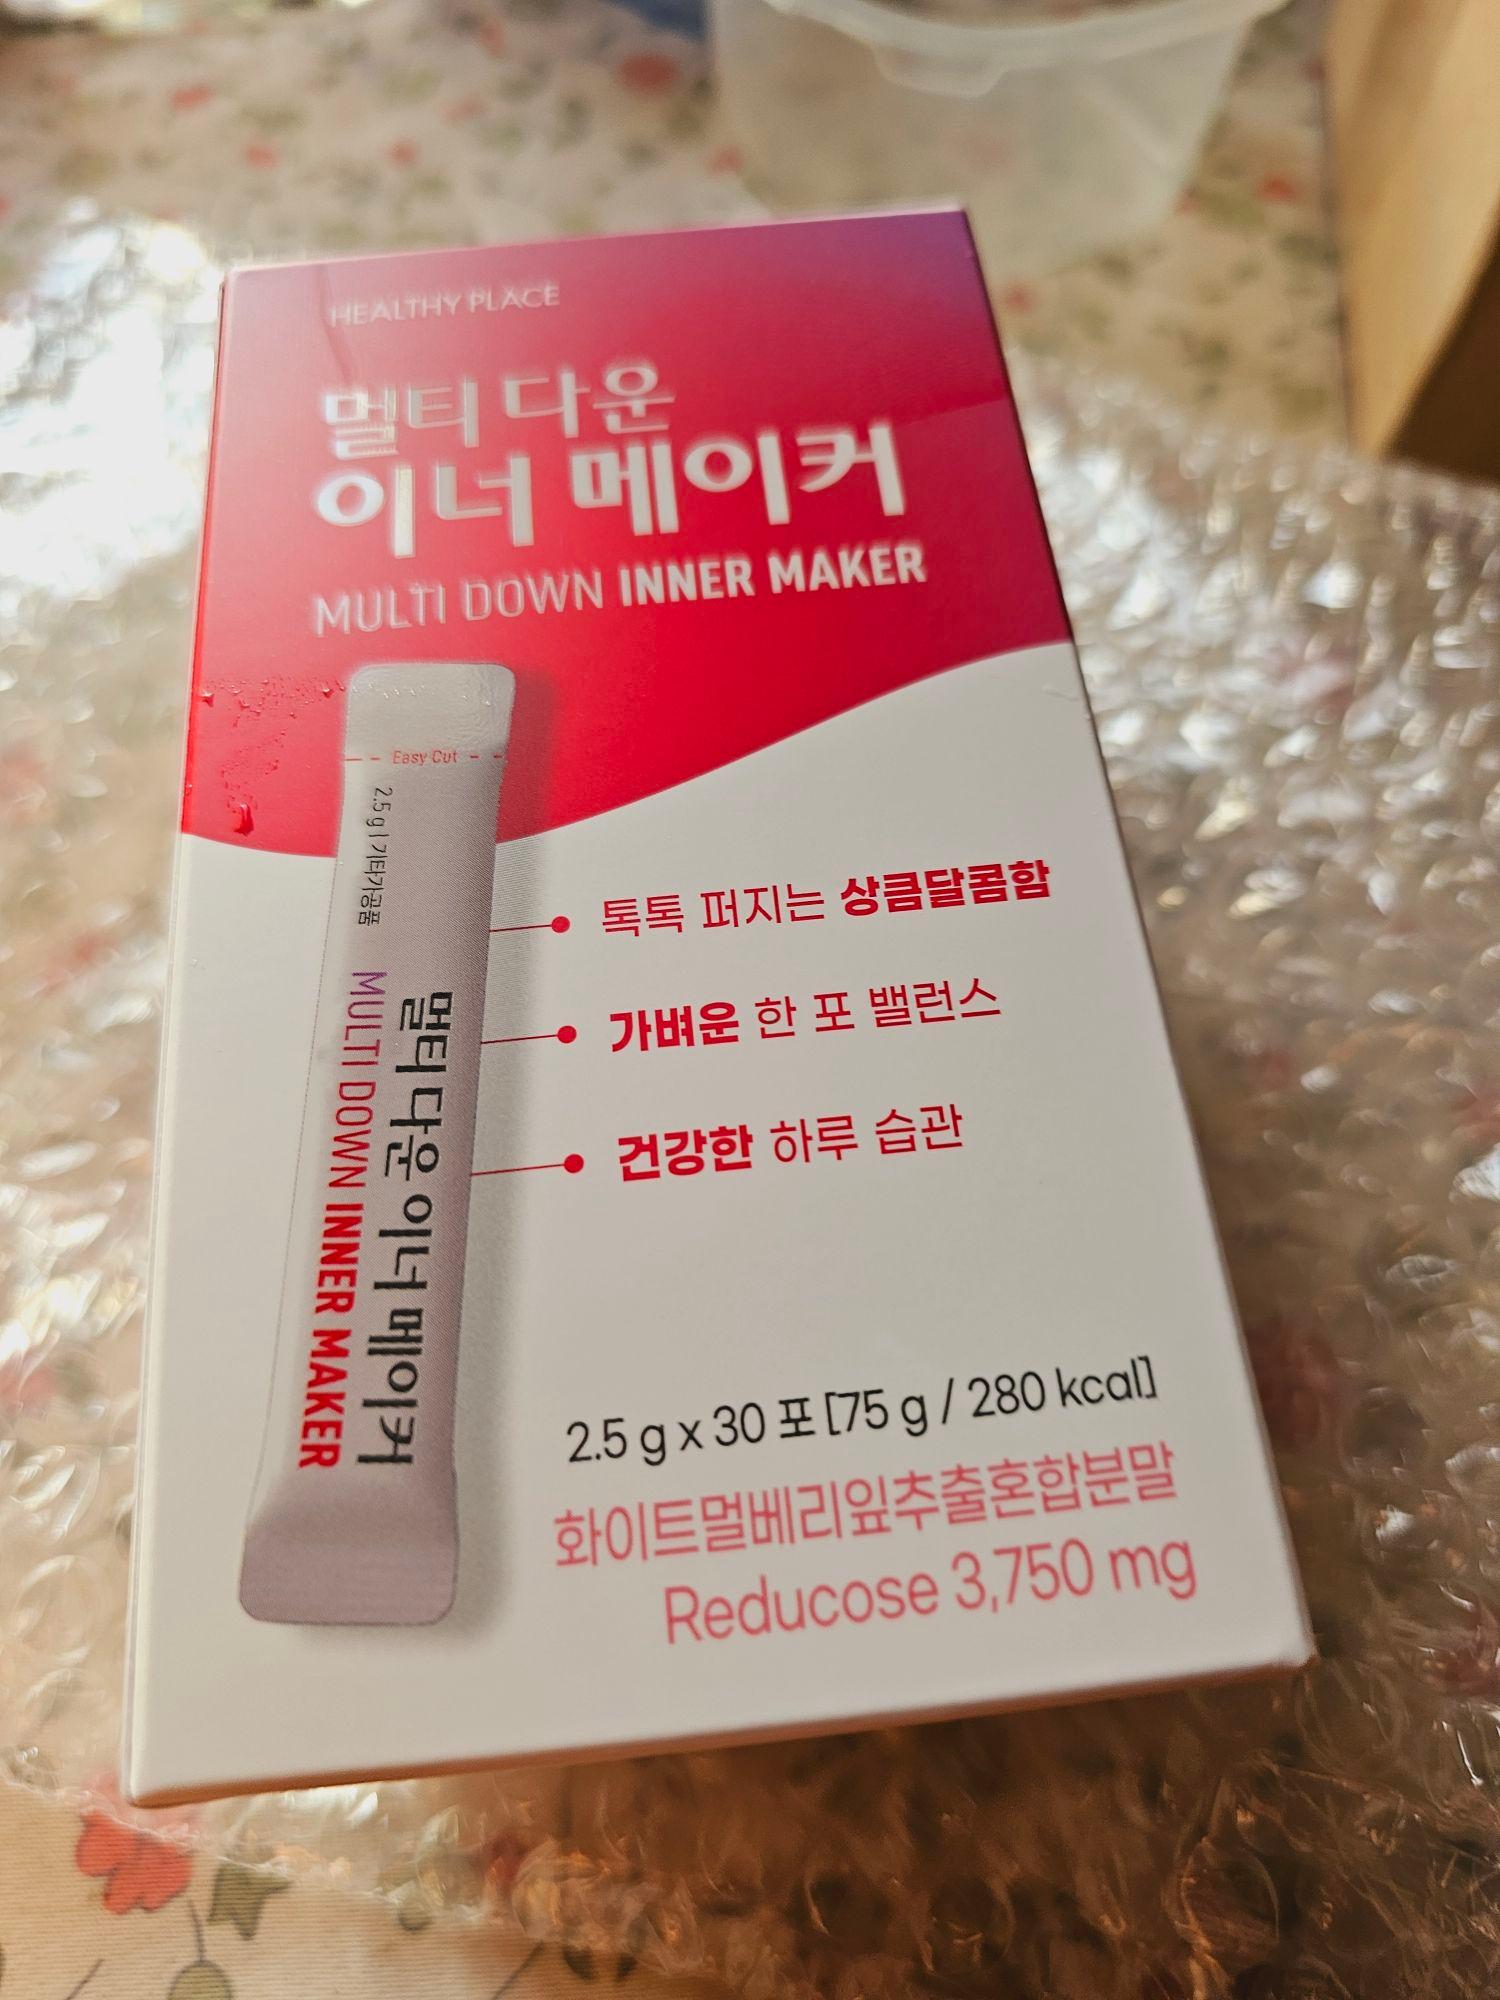 HEALTHY PLACE
멀티 다운
이너 메이커
MULTI DOWN INNER MAKER
Easy Cut
2.5 g | 기타가공품
멀티 다운 이너 메이커
MULTI DOWN INNER MAKER
톡톡 퍼지는 상큼달콤함
가벼운 한 포 밸런스
건강한 하루 습관
2.5 g x 30 포 [75 g / 280 kcal]
화이트멀베리잎추출혼합분말
Reducose 3,750 mg